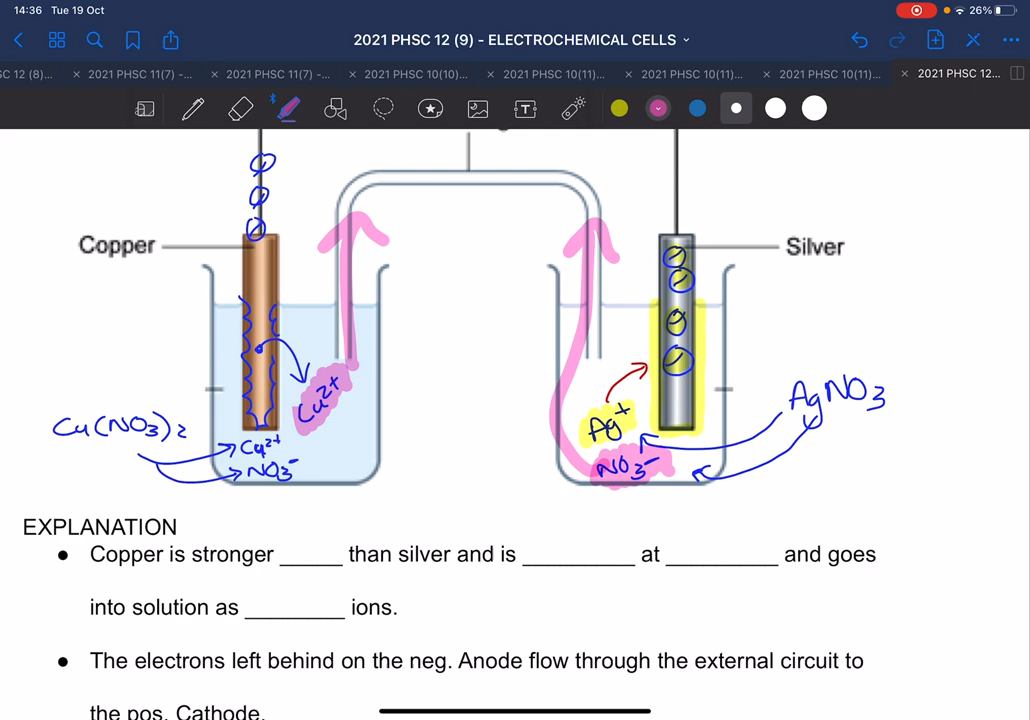 14:36 Tue 19 Oct
26%
2021 PHSC 12 (9) - ELECTROCHEMICAL CELLS
SC 12 (8)...
2021 PHSC 11(7) -...
2021 PHSC 11(7) -...
2021 PHSC 10(10)...
2021 PHSC 10(11)...
2021 PHSC 10(11)...
2021 PHSC 10(11)...
2021 PHSC 12...
Copper
Silver
Cu²⁺
Ag⁺
AgNO₃
Cu(NO₃)₂
Cu²⁺
NO₃⁻
NO₃⁻
EXPLANATION
• Copper is stronger _____ than silver and is _________ at _________ and goes
into solution as ________ ions.
• The electrons left behind on the neg. Anode flow through the external circuit to
the pos. Cathode.